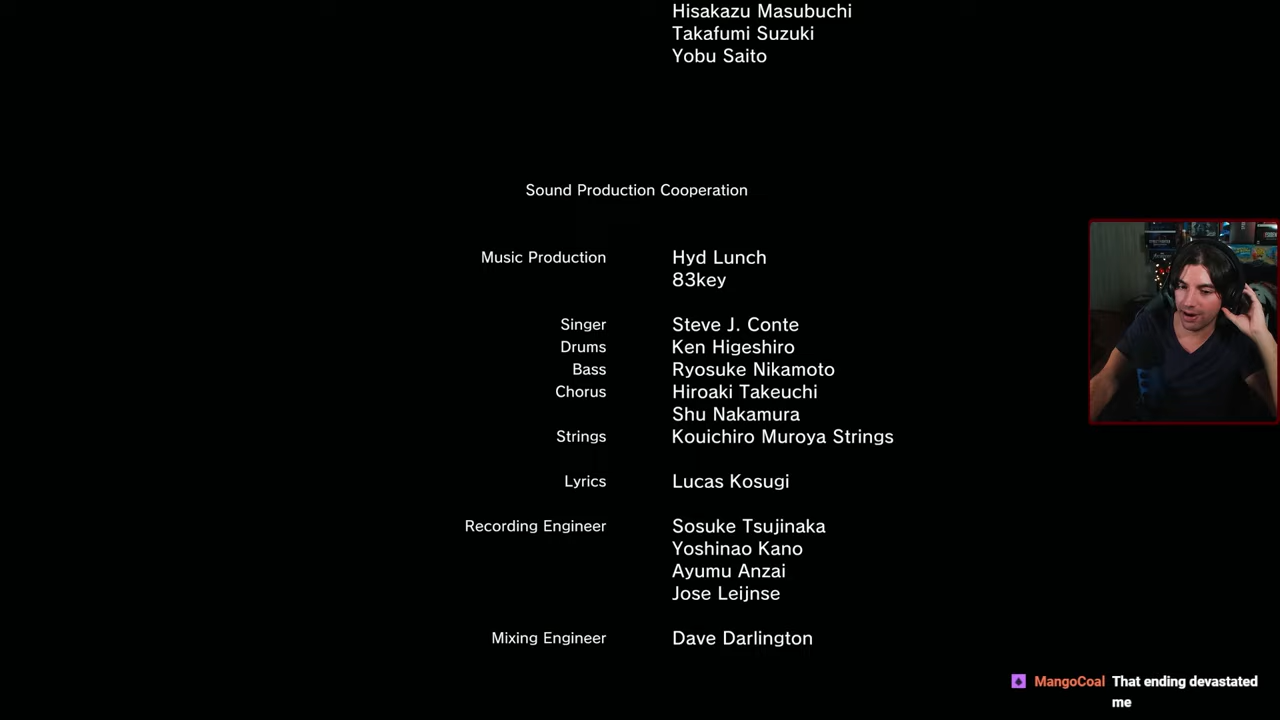 Hisakazu Masubuchi
Takafumi Suzuki
Yobu Saito
Sound Production Cooperation
Music Production Hyd Lunch
83key
Singer Steve J. Conte
Drums Ken Higeshiro
Bass Ryosuke Nikamoto
Chorus Hiroaki Takeuchi
Shu Nakamura
Strings Kouichiro Muroya Strings
Lyrics Lucas Kosugi
Recording Engineer Sosuke Tsujinaka
Yoshinao Kano
Ayumu Anzai
Jose Leijnse
Mixing Engineer Dave Darlington
MangoCoal That ending devastated
me